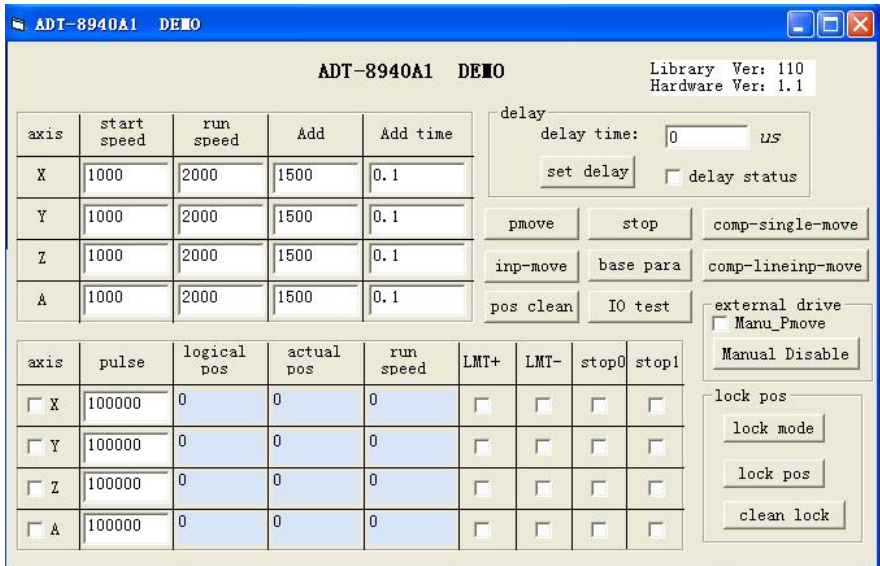 ADT-8940A1 DEMO
ADT-8940A1 DEMO
Library Ver: 110
Hardware Ver: 1.1
axis start speed run speed Add Add time
X 1000 2000 1500 0.1
Y 1000 2000 1500 0.1
Z 1000 2000 1500 0.1
A 1000 2000 1500 0.1
delay
delay time: 0 us
set delay delay status
pmove stop comp-single-move
inp-move base para comp-lineinp-move
pos clean IO test
external drive
Manu_Pmove
Manual Disable
axis pulse logical pos actual pos run speed LMT+ LMT- stop0 stop1
X 100000 0 0 0
Y 100000 0 0 0
Z 100000 0 0 0
A 100000 0 0 0
lock pos
lock mode
lock pos
clean lock